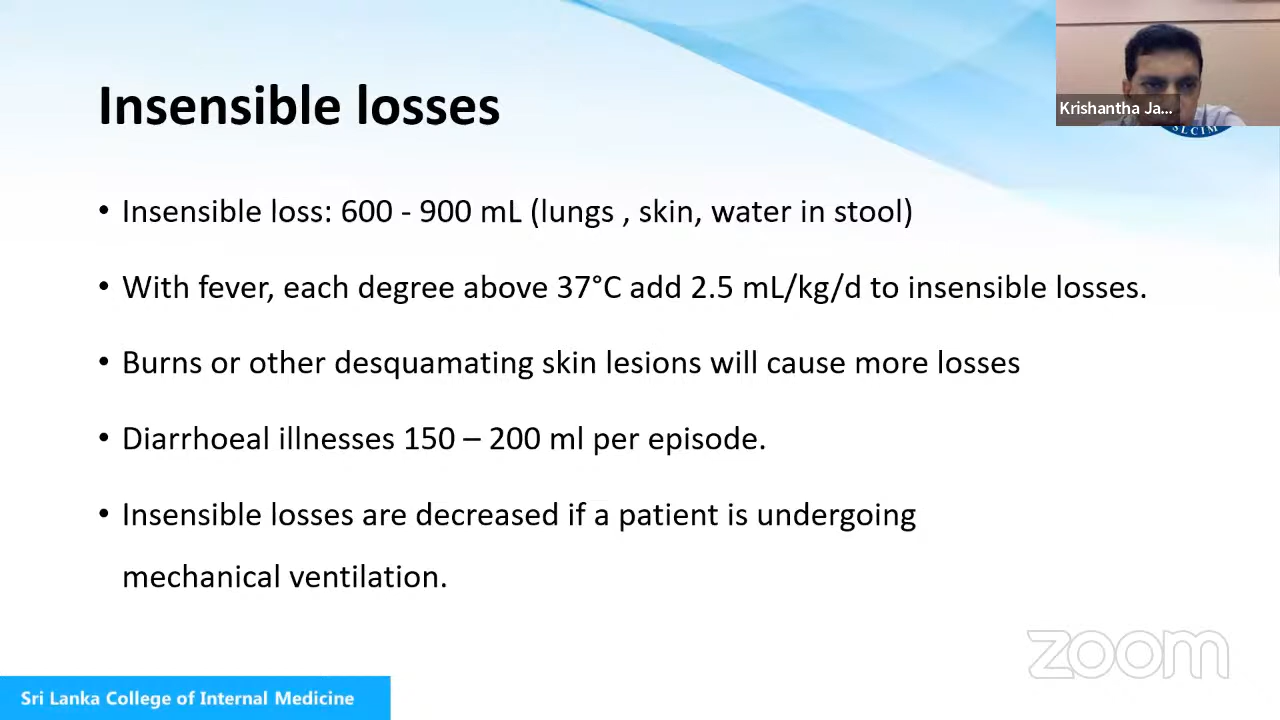 Insensible losses
Krishantha Ja...
SLCIM
• Insensible loss: 600 - 900 mL (lungs , skin, water in stool)
• With fever, each degree above 37°C add 2.5 mL/kg/d to insensible losses.
• Burns or other desquamating skin lesions will cause more losses
• Diarrhoeal illnesses 150 – 200 ml per episode.
• Insensible losses are decreased if a patient is undergoing
mechanical ventilation.
zoom
Sri Lanka College of Internal Medicine